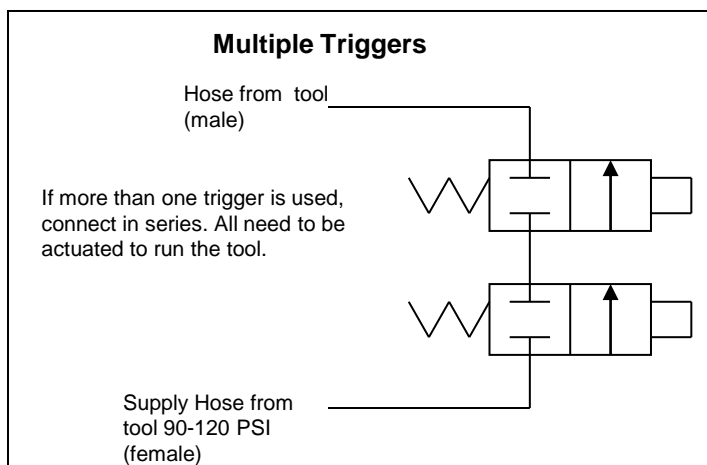 Multiple Triggers
Hose from tool
(male)
If more than one trigger is used,
connect in series. All need to be
actuated to run the tool.
Supply Hose from
tool 90-120 PSI
(female)